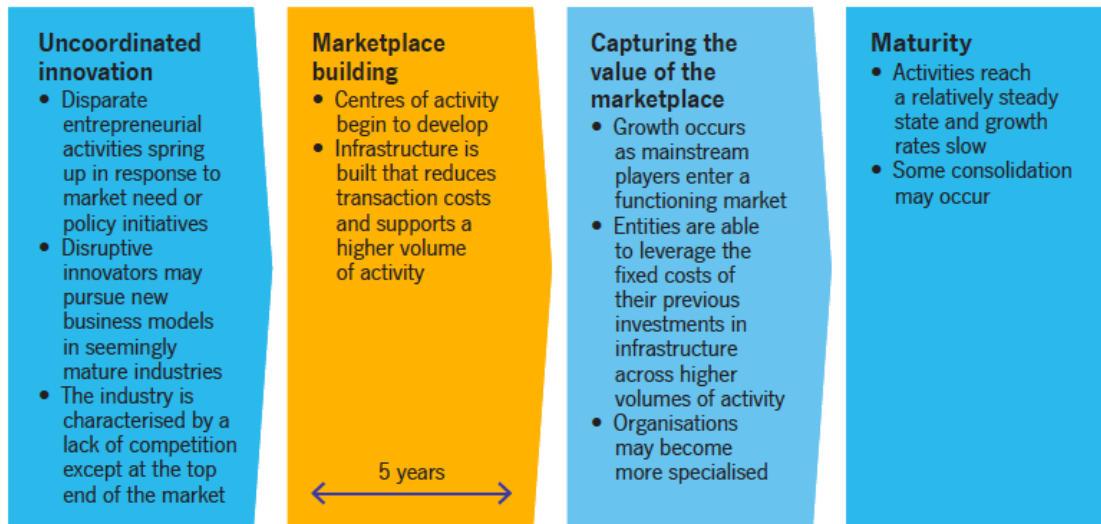 Uncoordinated
innovation
• Disparate
entrepreneurial
activities spring
up in response to
market need or
policy initiatives
• Disruptive
innovators may
pursue new
business models
in seemingly
mature industries
• The industry is
characterised by a
lack of competition
except at the top
end of the market
Marketplace
building
• Centres of activity
begin to develop
• Infrastructure is
built that reduces
transaction costs
and supports a
higher volume
of activity
5 years
Capturing the
value of the
marketplace
• Growth occurs
as mainstream
players enter a
functioning market
• Entities are able
to leverage the
fixed costs of
their previous
investments in
infrastructure
across higher
volumes of activity
• Organisations
may become
more specialised
Maturity
• Activities reach
a relatively steady
state and growth
rates slow
• Some consolidation
may occur